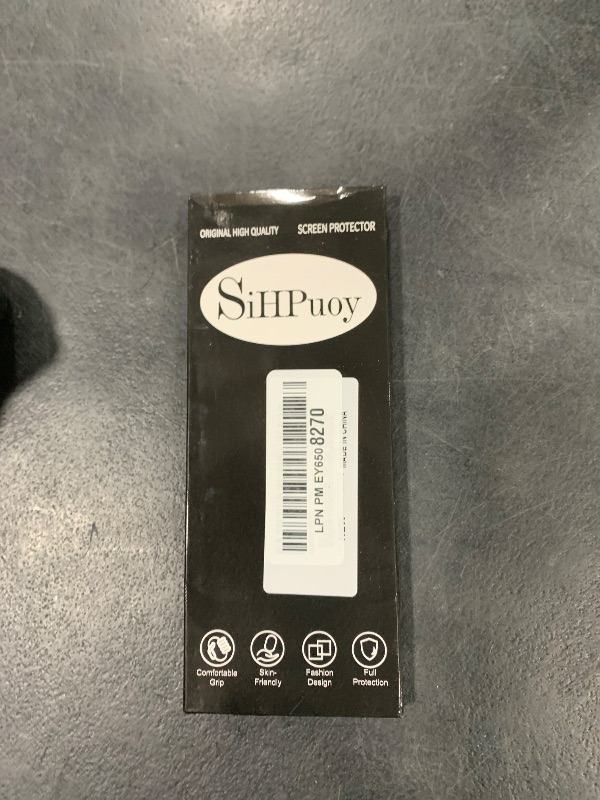 ORIGINAL HIGH QUALITY SCREEN PROTECTOR
SiHPuoy
LPN PM EY650 8270
MADE IN CHINA
Comfortable
Grip
Skin-
Friendly
Fashion
Design
Full
Protection